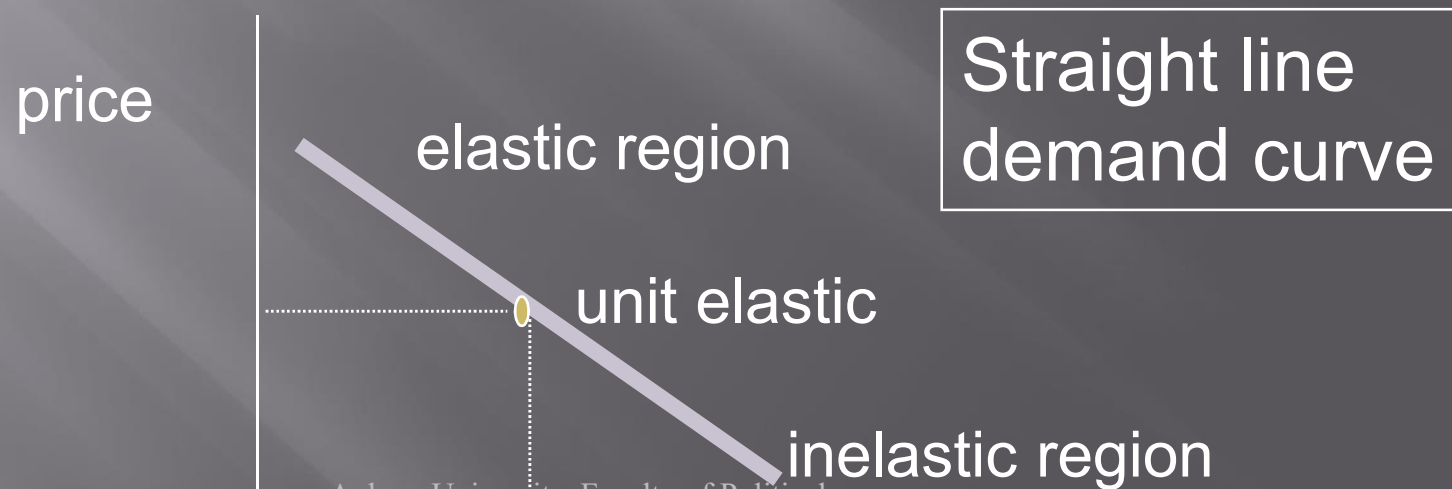 Straight line
demand curve
price
elastic region
unit elastic
inelastic region